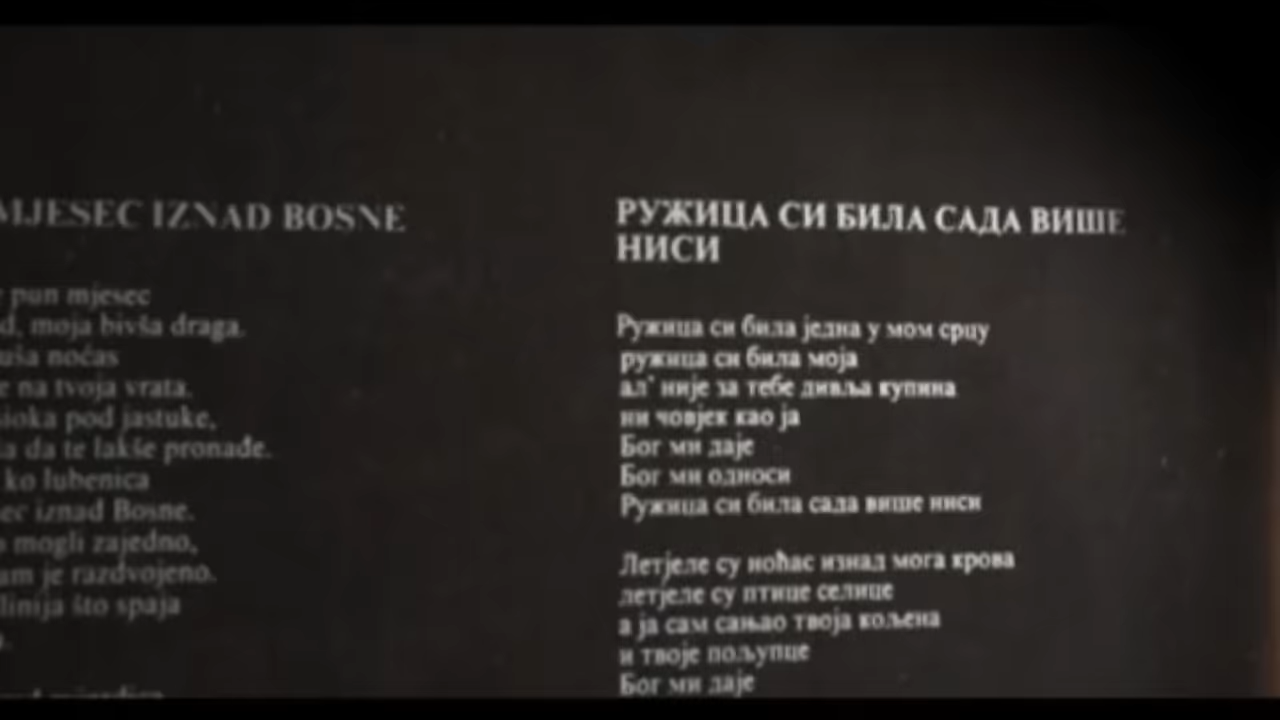 MJESEC IZNAD BOSNE
pun mjesec
moja bivša draga.
noćas
na tvoja vrata.
pod jastuke,
da te lakše pronađe.
ko lubenica
iznad Bosne.
mogli zajedno,
je razdvojeno.
linija što spaja
РУЖИЦА СИ БИЛА САДА ВИШЕ
НИСИ
Ружица си била једна у мом срцу
ружица си била моја
ал' није за тебе дивља купина
ни човјек као ја
Бог ми даје
Бог ми односи
Ружица си била сада више ниси
Летјеле су ноћас изнад мога крова
летјеле су птице селице
а ја сам сањао твоја кољена
и твоје пољупце
Бог ми даје